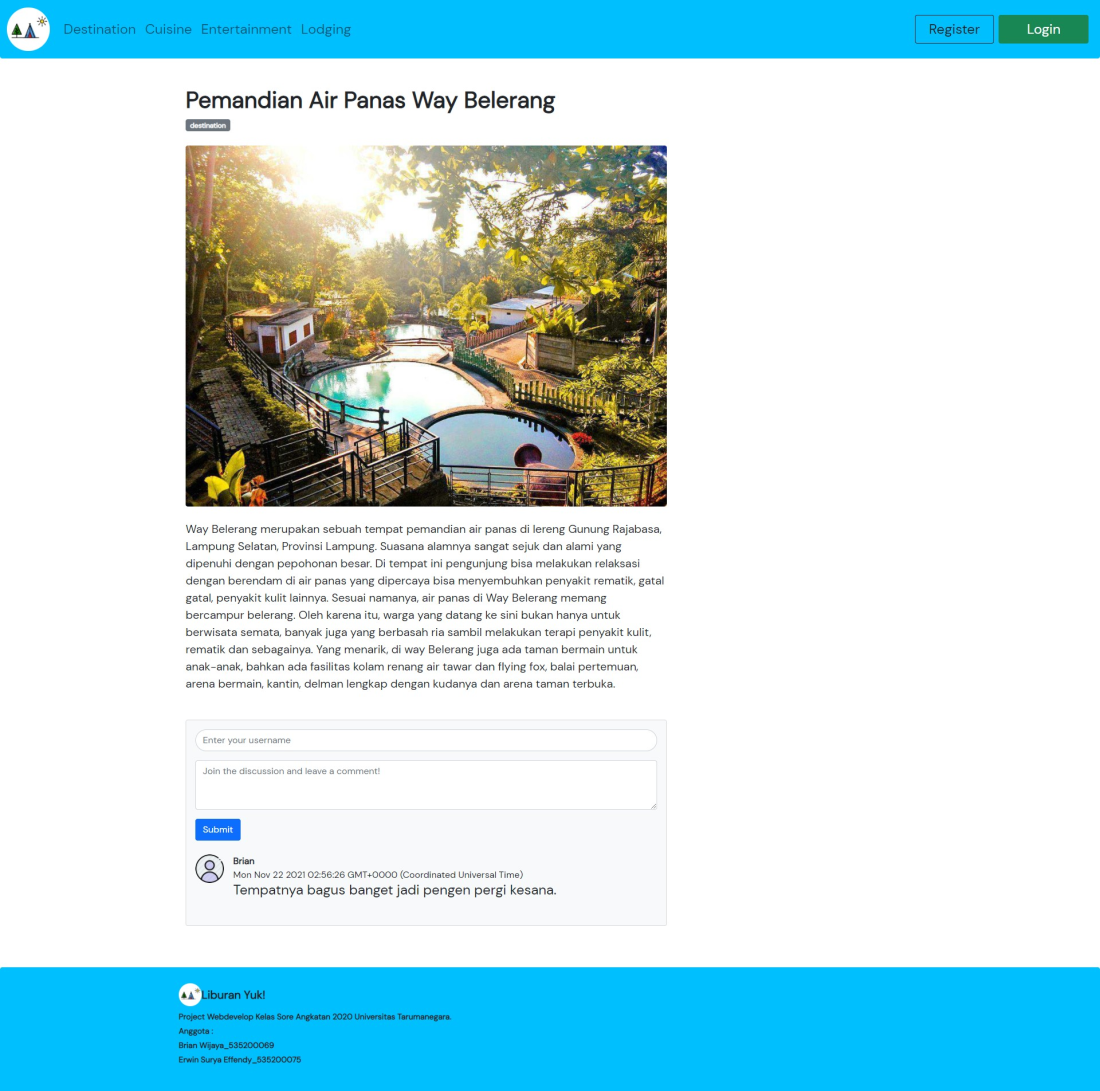 Destination Cuisine Entertainment Lodging Register Login
Pemandian Air Panas Way Belerang
destination
Way Belerang merupakan sebuah tempat pemandian air panas di lereng Gunung Rajabasa,
Lampung Selatan, Provinsi Lampung. Suasana alamnya sangat sejuk dan alami yang
dipenuhi dengan pepohonan besar. Di tempat ini pengunjung bisa melakukan relaksasi
dengan berendam di air panas yang dipercaya bisa menyembuhkan penyakit rematik, gatal
gatal, penyakit kulit lainnya. Sesuai namanya, air panas di Way Belerang memang
bercampur belerang. Oleh karena itu, warga yang datang ke sini bukan hanya untuk
berwisata semata, banyak juga yang berbasah ria sambil melakukan terapi penyakit kulit,
rematik dan sebagainya. Yang menarik, di way Belerang juga ada taman bermain untuk
anak-anak, bahkan ada fasilitas kolam renang air tawar dan flying fox, balai pertemuan,
arena bermain, kantin, delman lengkap dengan kudanya dan arena taman terbuka.
Enter your username
Join the discussion and leave a comment!
Submit
Brian
Mon Nov 22 2021 02:56:26 GMT+0000 (Coordinated Universal Time)
Tempatnya bagus banget jadi pengen pergi kesana.
Liburan Yuk!
Project Webdevelop Kelas Sore Angkatan 2020 Universitas Tarumanegara.
Anggota :
Brian Wijaya_535200069
Erwin Surya Effendy_535200075